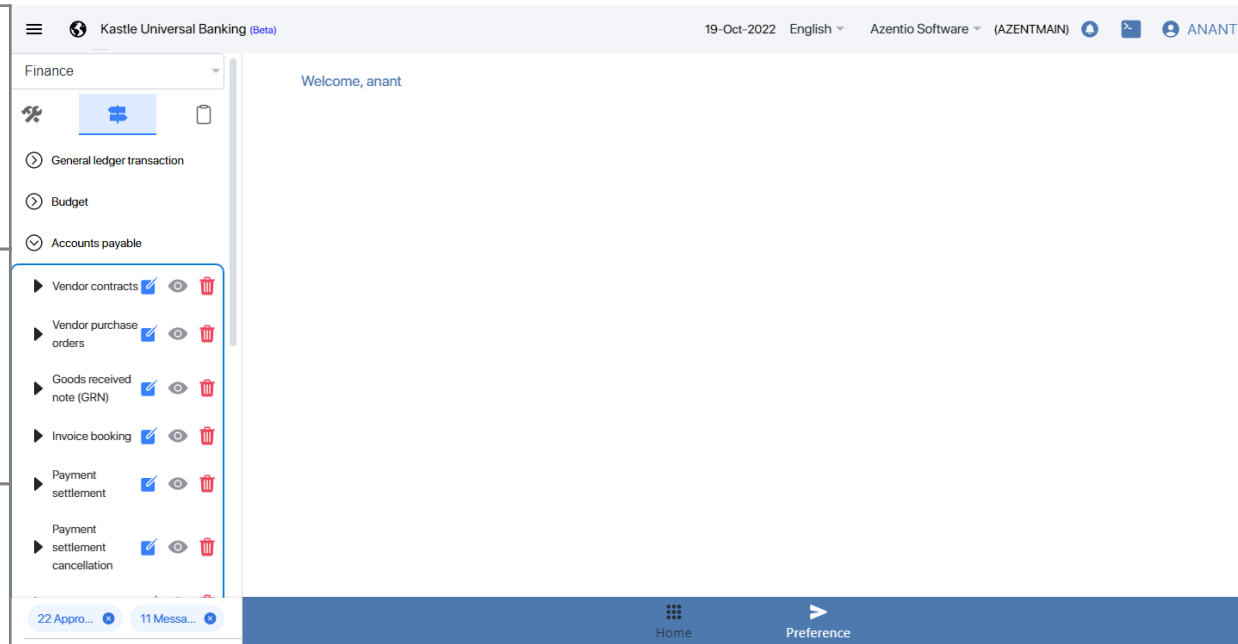 Kastle Universal Banking (Beta)
19-Oct-2022 English Azentio Software (AZENTMAIN) ANANT
Finance
Welcome, anant
General ledger transaction
Budget
Accounts payable
Vendor contracts
Vendor purchase
orders
Goods received
note (GRN)
Invoice booking
Payment
settlement
Payment
settlement
cancellation
22 Appro... 11 Messa...
Home Preference